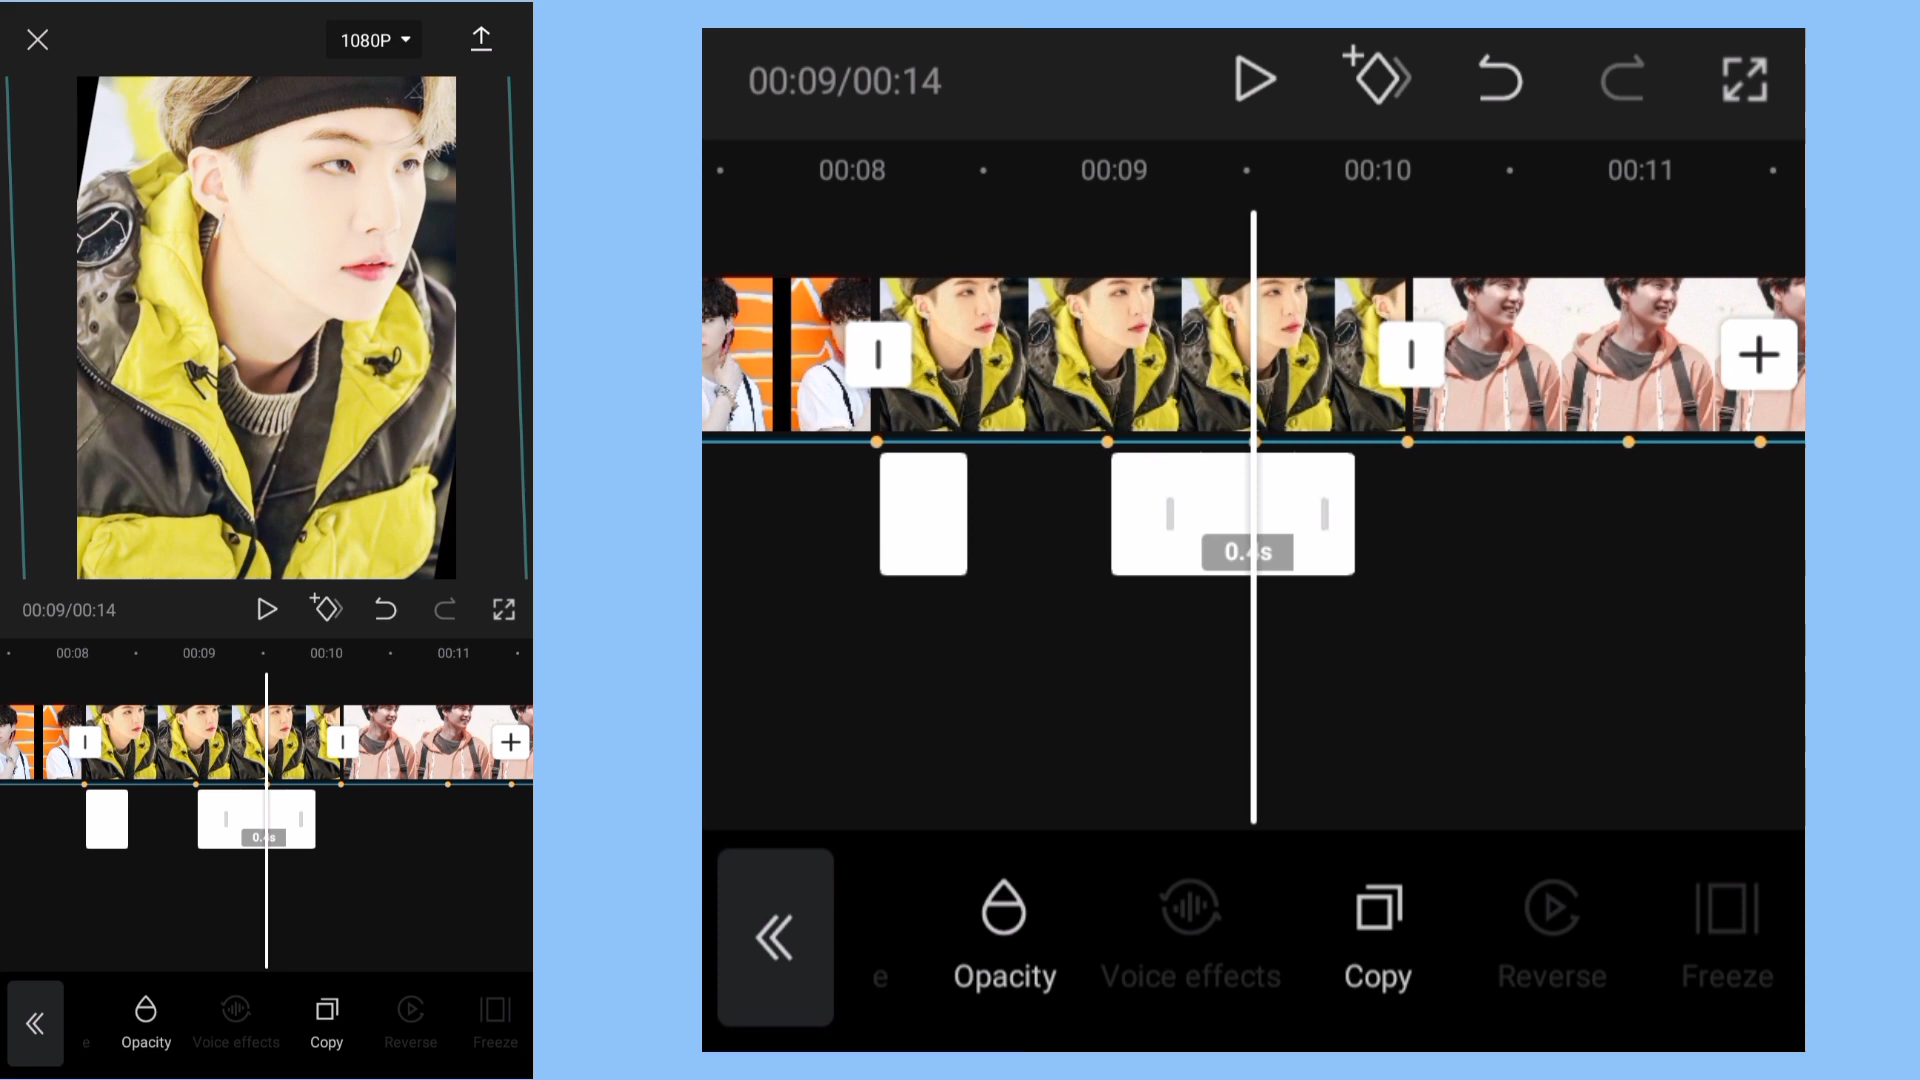 1080P
00:09/00:14
00:08
00:09
00:10
00:11
0.4s
e
Opacity
Voice effects
Copy
Reverse
Freeze
00:09/00:14
00:08
00:09
00:10
00:11
0.4s
e
Opacity
Voice effects
Copy
Reverse
Freeze